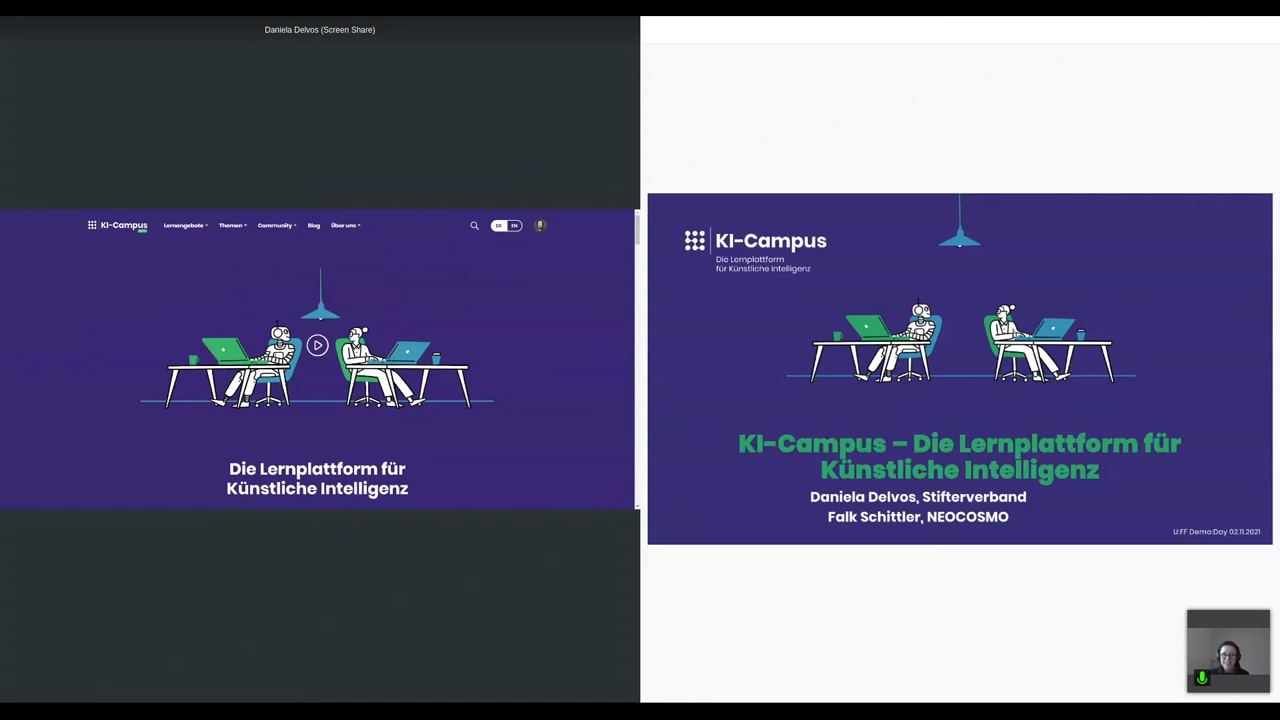 Daniela Delvos (Screen Share)
KI-Campus
Lernangebote Themen Community Blog Über uns
DE EN
Die Lernplattform für
Künstliche Intelligenz
KI-Campus
Die Lernplattform
für Künstliche Intelligenz
KI-Campus – Die Lernplattform für
Künstliche Intelligenz
Daniela Delvos, Stifterverband
Falk Schittler, NEOCOSMO
U:FF Demo:Day 02.11.2021